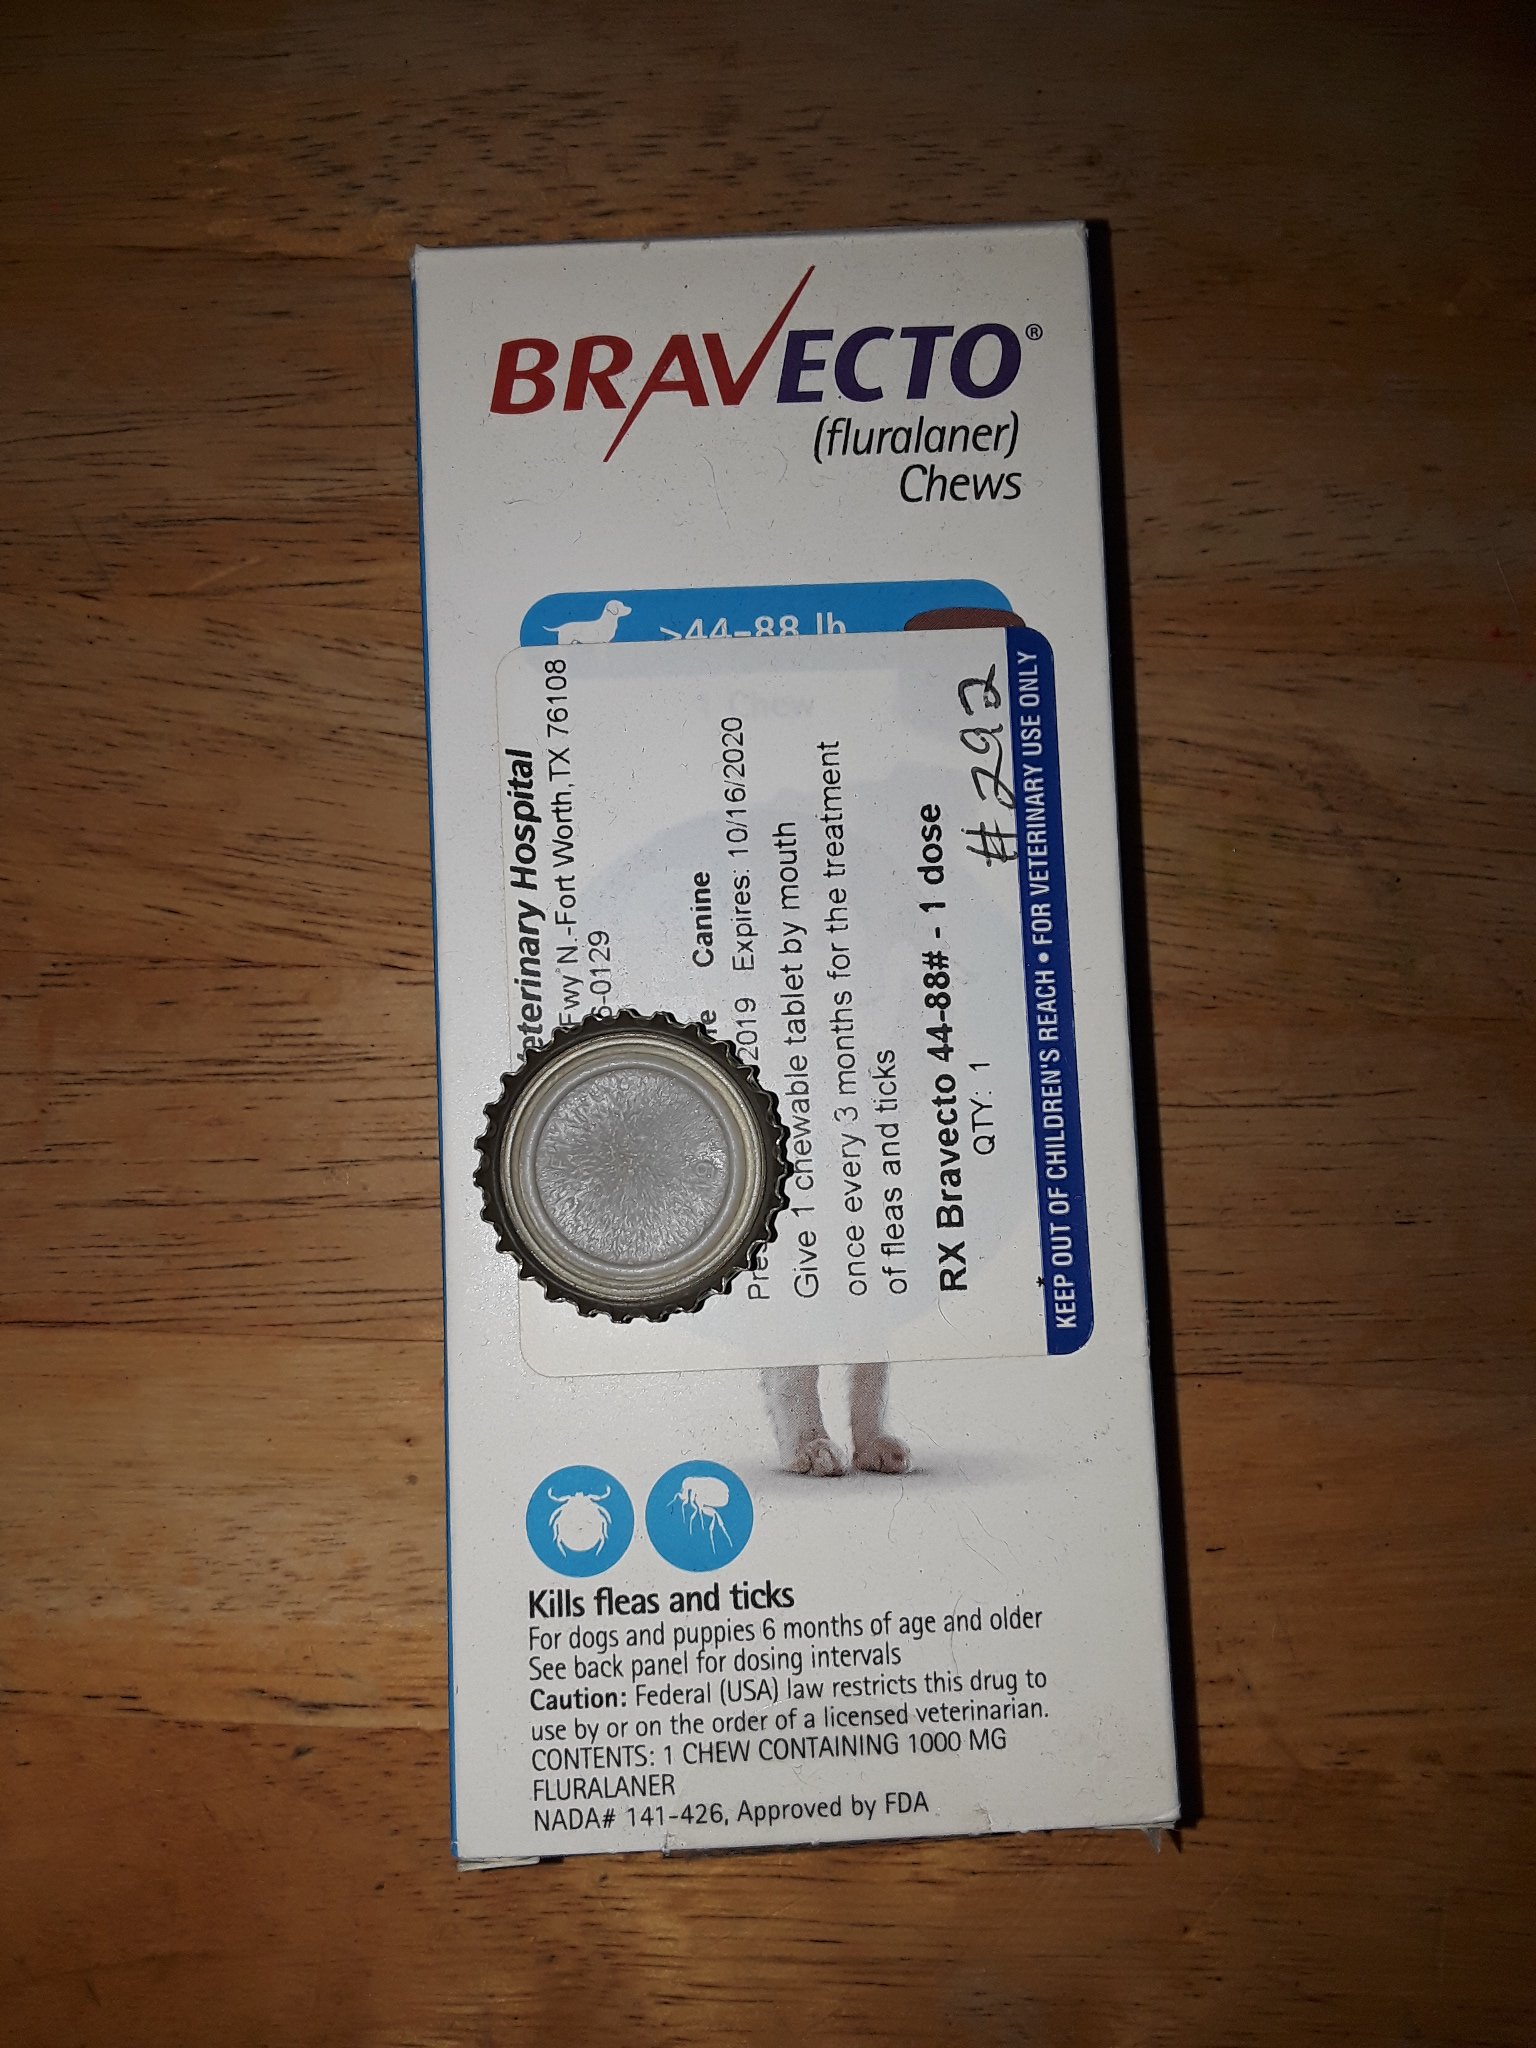 BRAVECTO®
(fluralaner)
Chews
>44-88 lb
Veterinary Hospital
Fwy N.-Fort Worth, TX 76108
-0129
Canine
2019 Expires: 10/16/2020
Give 1 chewable tablet by mouth
once every 3 months for the treatment
of fleas and ticks
RX Bravecto 44-88# - 1 dose
QTY: 1
#292
KEEP OUT OF CHILDREN'S REACH • FOR VETERINARY USE ONLY
Kills fleas and ticks
For dogs and puppies 6 months of age and older
See back panel for dosing intervals
Caution: Federal (USA) law restricts this drug to
use by or on the order of a licensed veterinarian.
CONTENTS: 1 CHEW CONTAINING 1000 MG
FLURALANER
NADA# 141-426, Approved by FDA